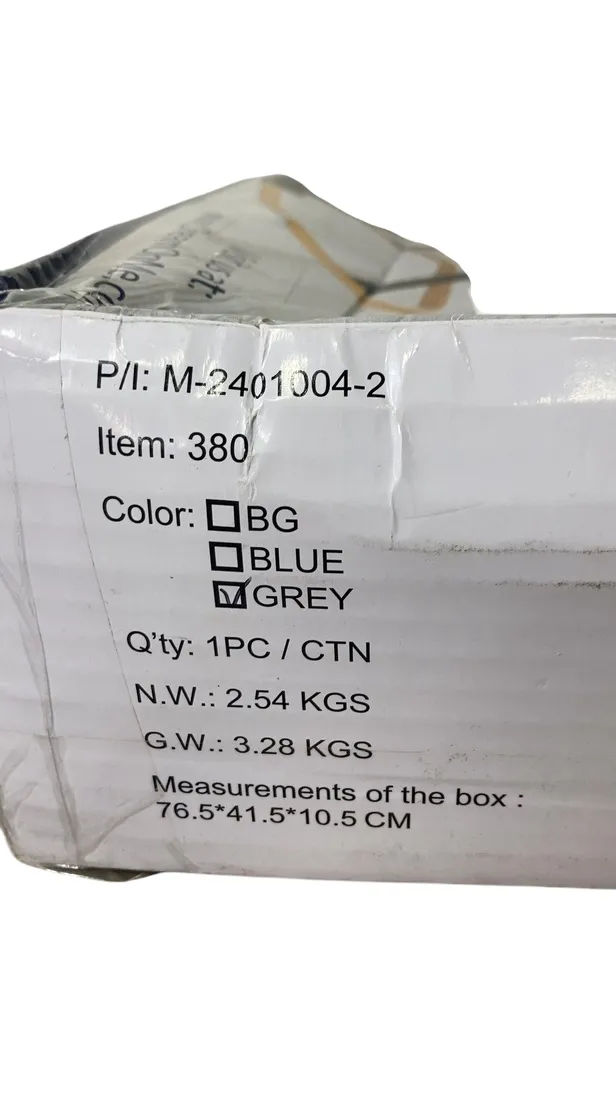 P/I: M-2401004-2
Item: 380
Color: ☐BG
☐BLUE
☑GREY
Q'ty: 1PC / CTN
N.W.: 2.54 KGS
G.W.: 3.28 KGS
Measurements of the box :
76.5*41.5*10.5 CM